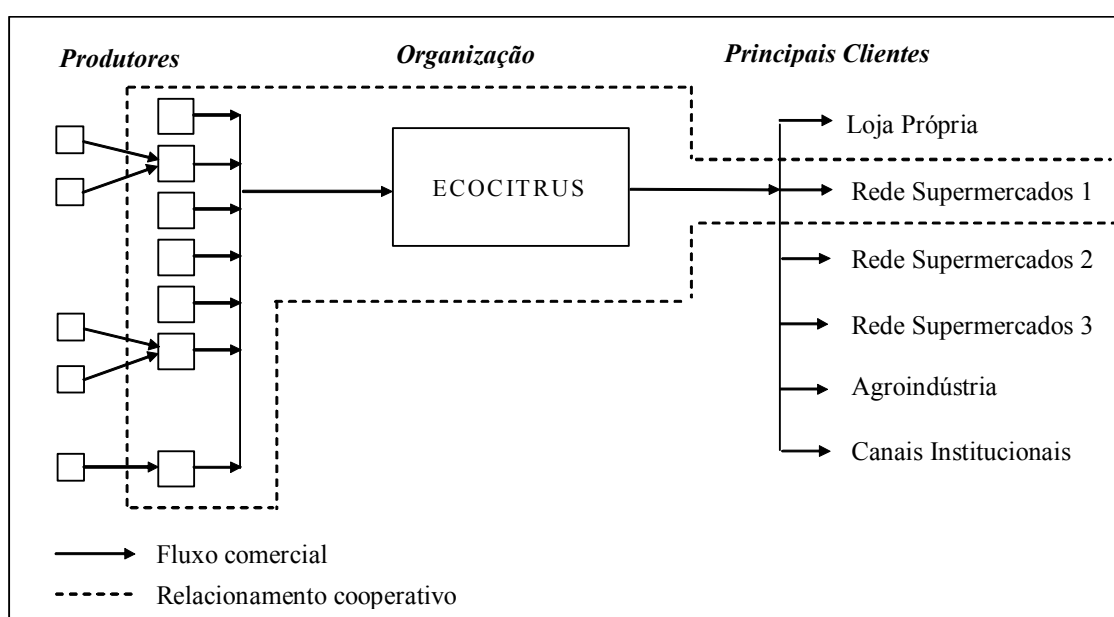 Produtores
Organização
Principais Clientes
Loja Própria
ECOCITRUS
Rede Supermercados 1
Rede Supermercados 2
Rede Supermercados 3
Agroindústria
Canais Institucionais
Fluxo comercial
Relacionamento cooperativo